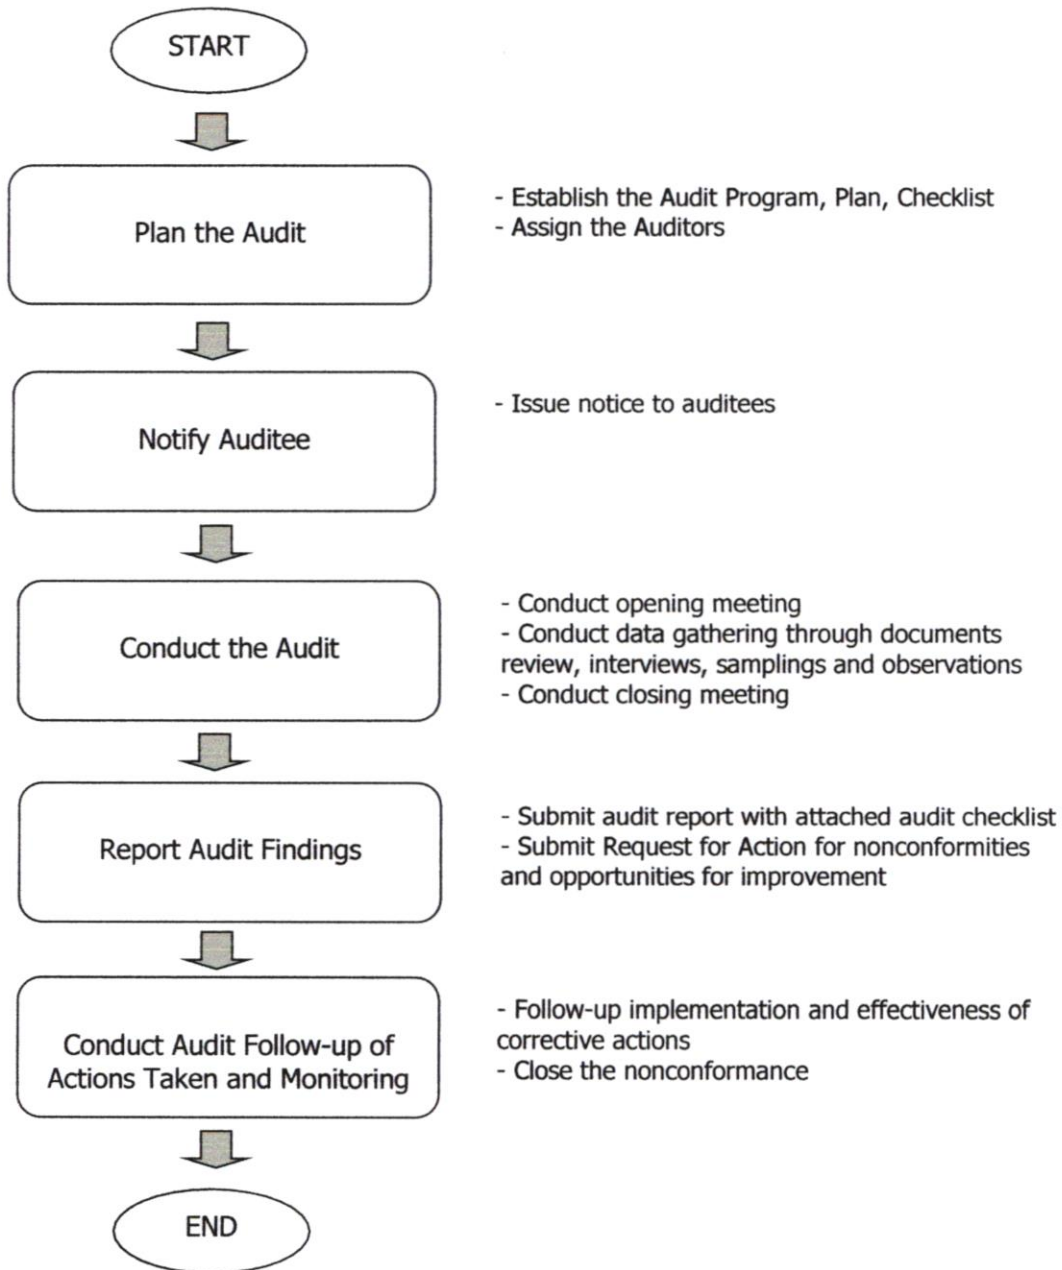 START
Plan the Audit
- Establish the Audit Program, Plan, Checklist
- Assign the Auditors
Notify Auditee
- Issue notice to auditees
Conduct the Audit
- Conduct opening meeting
- Conduct data gathering through documents
review, interviews, samplings and observations
- Conduct closing meeting
Report Audit Findings
- Submit audit report with attached audit checklist
- Submit Request for Action for nonconformities
and opportunities for improvement
Conduct Audit Follow-up of
Actions Taken and Monitoring
- Follow-up implementation and effectiveness of
corrective actions
- Close the nonconformance
END